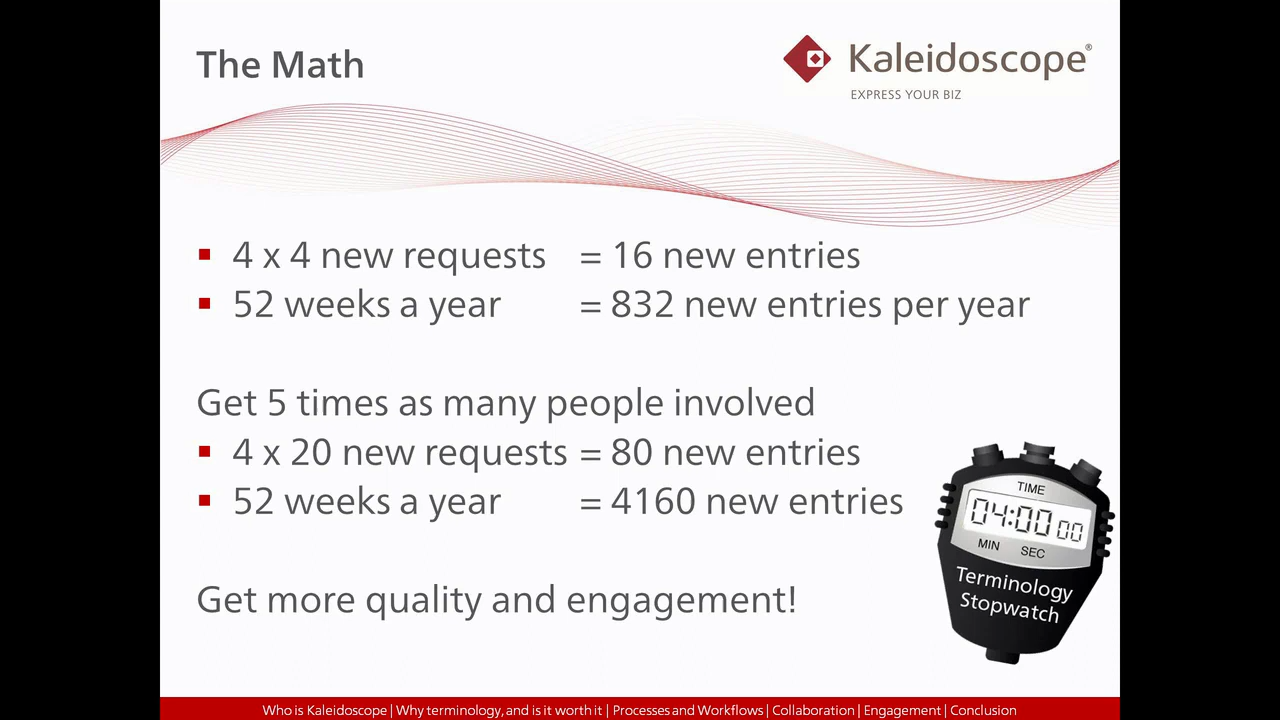 The Math
Kaleidoscope®
EXPRESS YOUR BIZ
▪ 4 x 4 new requests = 16 new entries
▪ 52 weeks a year = 832 new entries per year
Get 5 times as many people involved
▪ 4 x 20 new requests = 80 new entries
▪ 52 weeks a year = 4160 new entries
TIME
04:00 00
MIN SEC
Terminology
Stopwatch
Get more quality and engagement!
Who is Kaleidoscope | Why terminology, and is it worth it | Processes and Workflows | Collaboration | Engagement | Conclusion